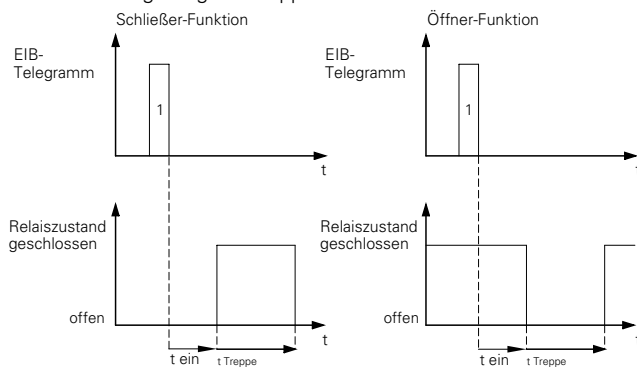 Schließer-Funktion
EIB-
Telegramm
1
t
Relaiszustand
geschlossen
offen
t
t ein
t Treppe
Öffner-Funktion
EIB-
Telegramm
1
t
Relaiszustand
geschlossen
offen
t
t ein
t Treppe